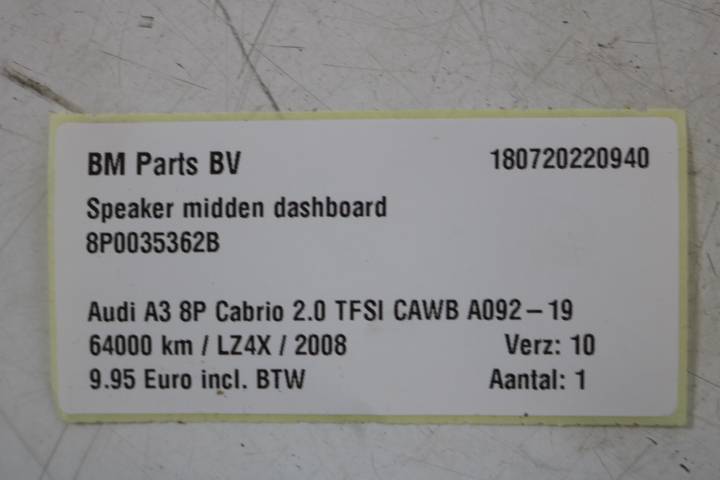 BM Parts BV 180720220940
Speaker midden dashboard
8P0035362B
Audi A3 8P Cabrio 2.0 TFSI CAWB A092-19
64000 km / LZ4X / 2008 Verz: 10
9.95 Euro incl. BTW Aantal: 1